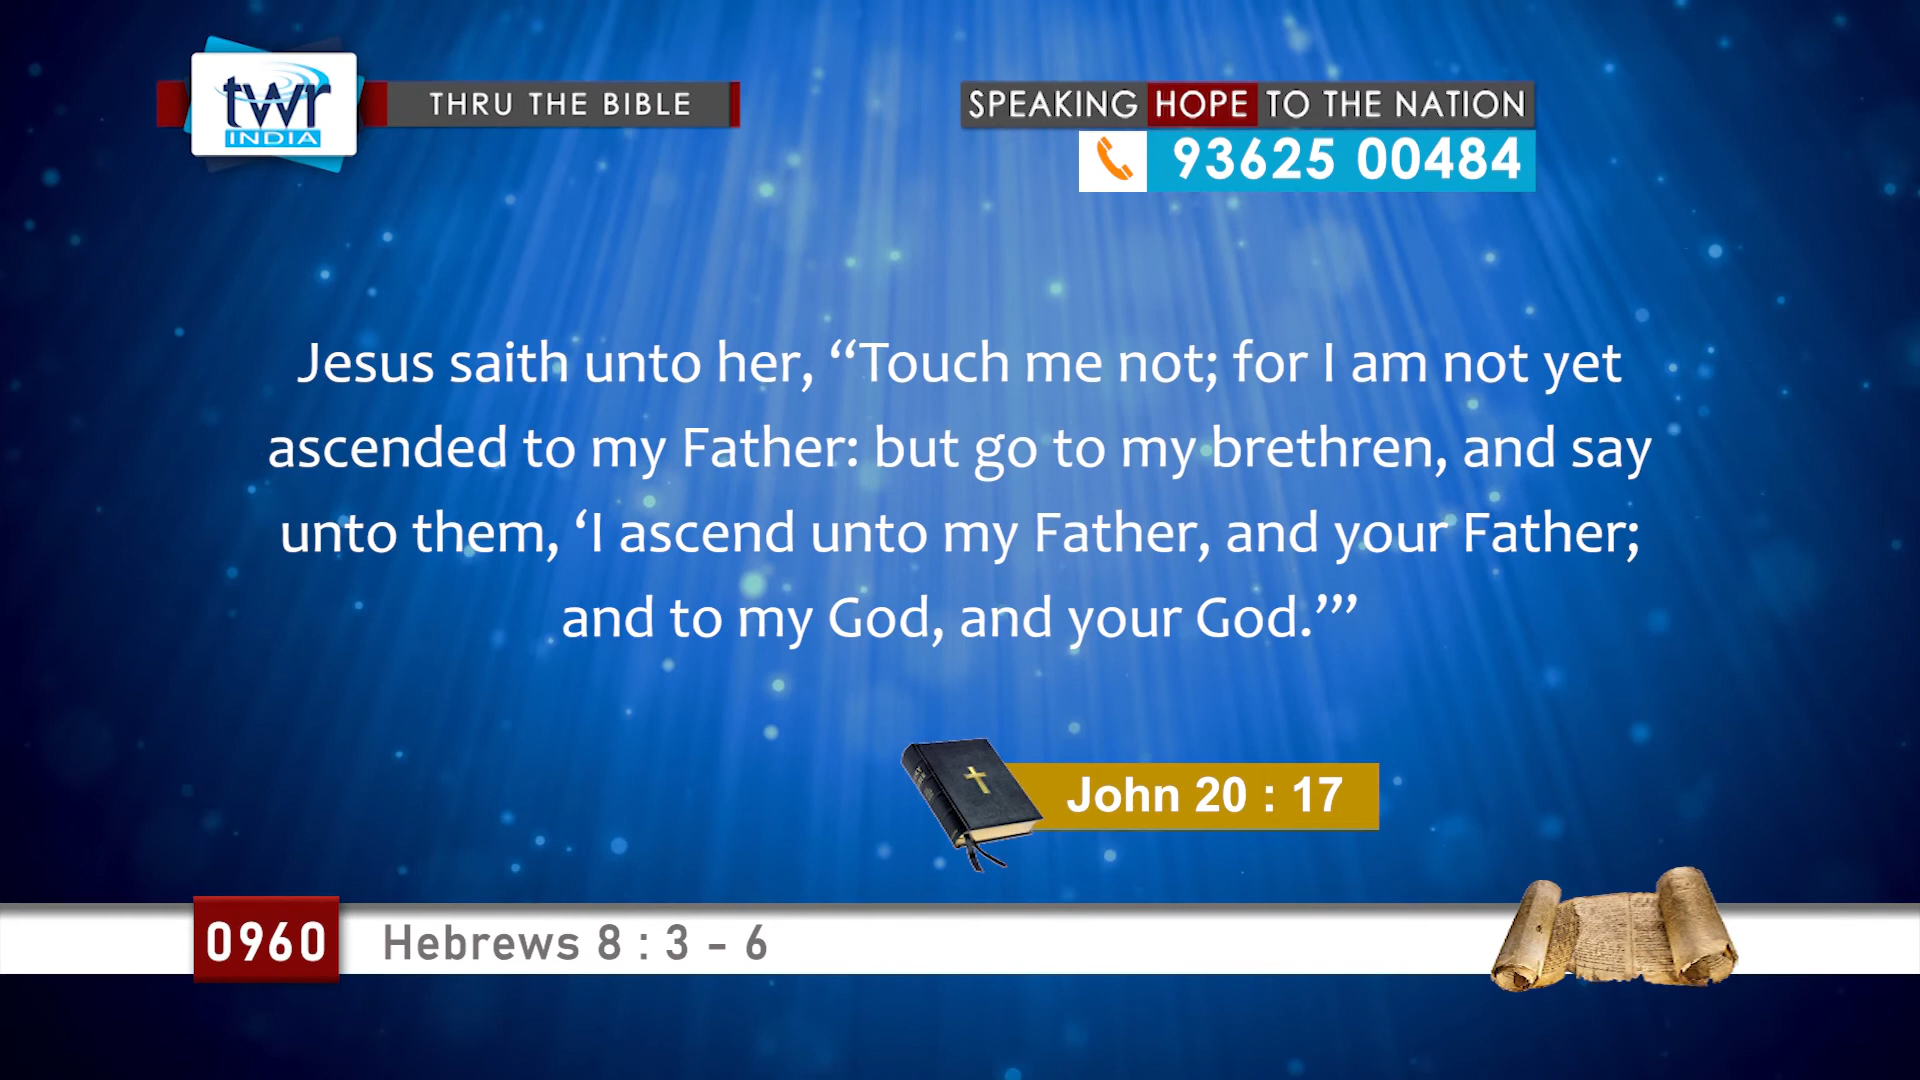 twr
INDIA
THRU THE BIBLE
SPEAKING HOPE TO THE NATION
93625 00484
Jesus saith unto her, “Touch me not; for I am not yet
ascended to my Father: but go to my brethren, and say
unto them, ‘I ascend unto my Father, and your Father;
and to my God, and your God.’”
John 20 : 17
0960
Hebrews 8 : 3 - 6